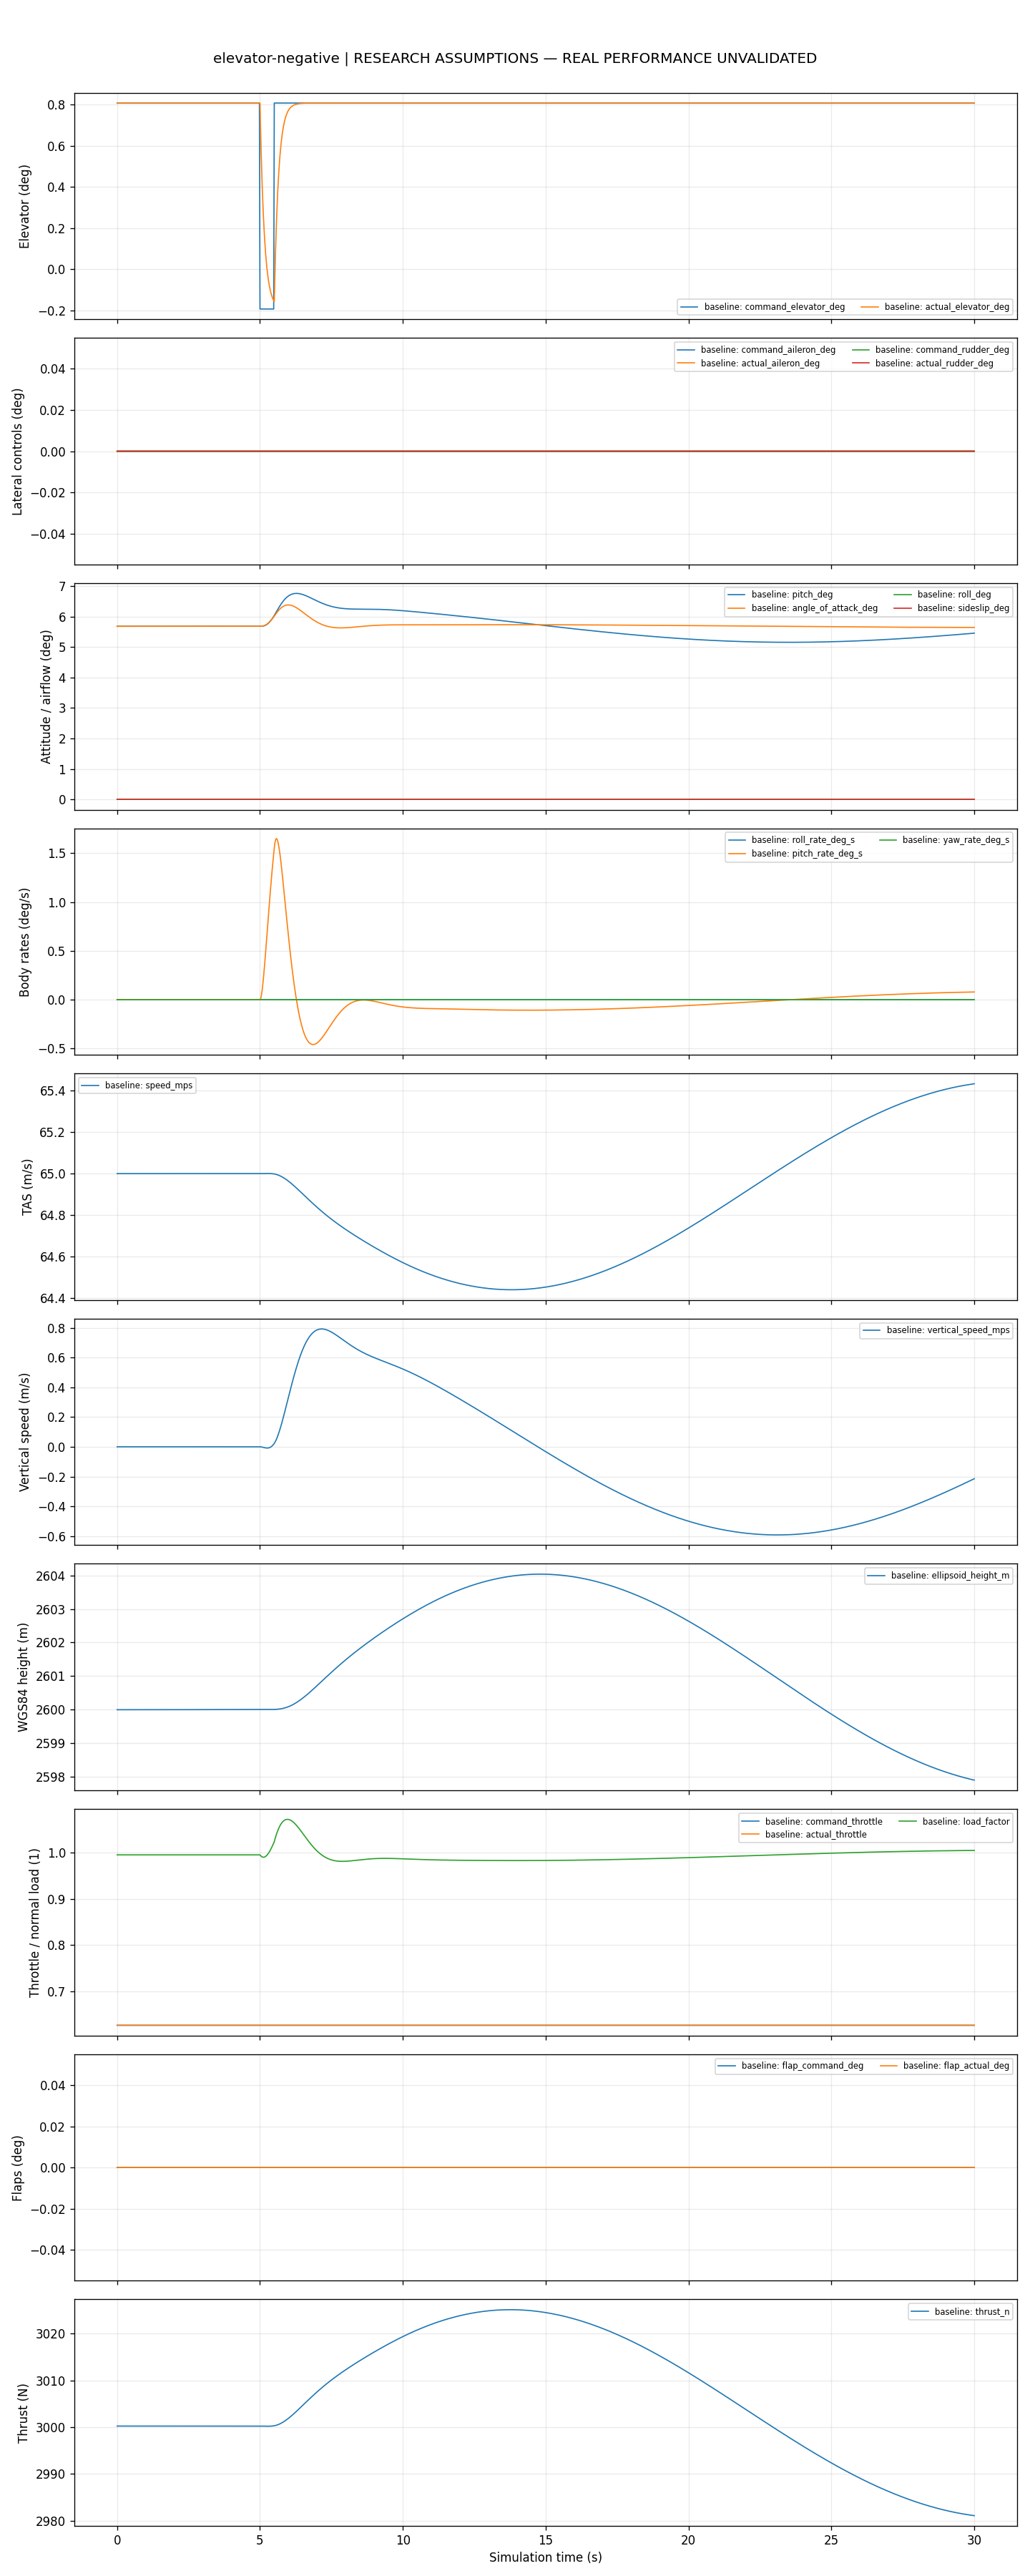 elevator-negative | RESEARCH ASSUMPTIONS — REAL PERFORMANCE UNVALIDATED
Elevator (deg)
0.8
0.6
0.4
0.2
0.0
−0.2
baseline: command_elevator_deg
baseline: actual_elevator_deg
Lateral controls (deg)
0.04
0.02
0.00
−0.02
−0.04
baseline: command_aileron_deg
baseline: actual_aileron_deg
baseline: command_rudder_deg
baseline: actual_rudder_deg
Attitude / airflow (deg)
7
6
5
4
3
2
1
0
baseline: pitch_deg
baseline: angle_of_attack_deg
baseline: roll_deg
baseline: sideslip_deg
Body rates (deg/s)
1.5
1.0
0.5
0.0
−0.5
baseline: roll_rate_deg_s
baseline: pitch_rate_deg_s
baseline: yaw_rate_deg_s
TAS (m/s)
65.4
65.2
65.0
64.8
64.6
64.4
baseline: speed_mps
Vertical speed (m/s)
0.8
0.6
0.4
0.2
0.0
−0.2
−0.4
−0.6
baseline: vertical_speed_mps
WGS84 height (m)
2604
2603
2602
2601
2600
2599
2598
baseline: ellipsoid_height_m
Throttle / normal load (1)
1.0
0.9
0.8
0.7
baseline: command_throttle
baseline: actual_throttle
baseline: load_factor
Flaps (deg)
0.04
0.02
0.00
−0.02
−0.04
baseline: flap_command_deg
baseline: flap_actual_deg
Thrust (N)
3020
3010
3000
2990
2980
baseline: thrust_n
0
5
10
15
20
25
30
Simulation time (s)